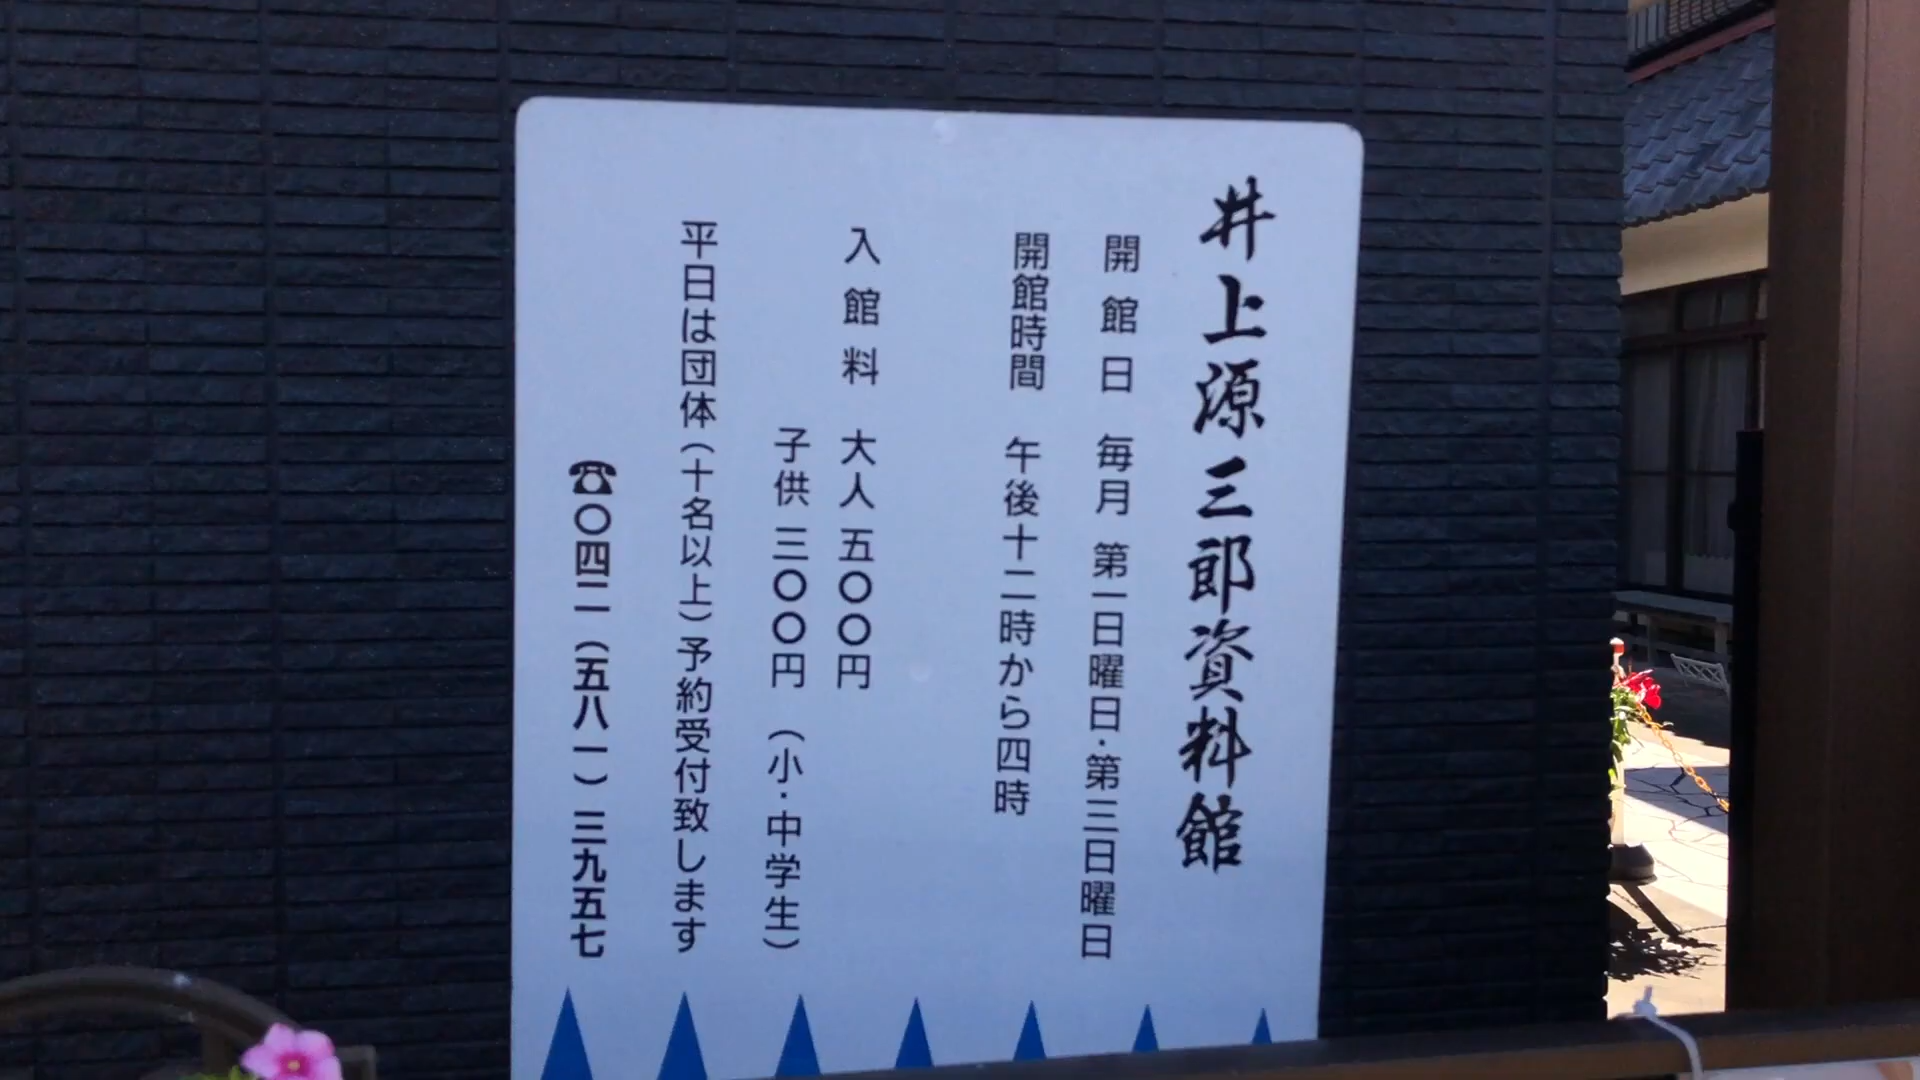 井上源三郎資料館
開館日 毎月 第一日曜日・第三日曜日
開館時間 午後十二時から四時
入館料 大人 五〇〇円
子供 三〇〇円 (小・中学生)
平日は団体(十名以上)予約受付致します
☎〇四二(五八一)三九五七